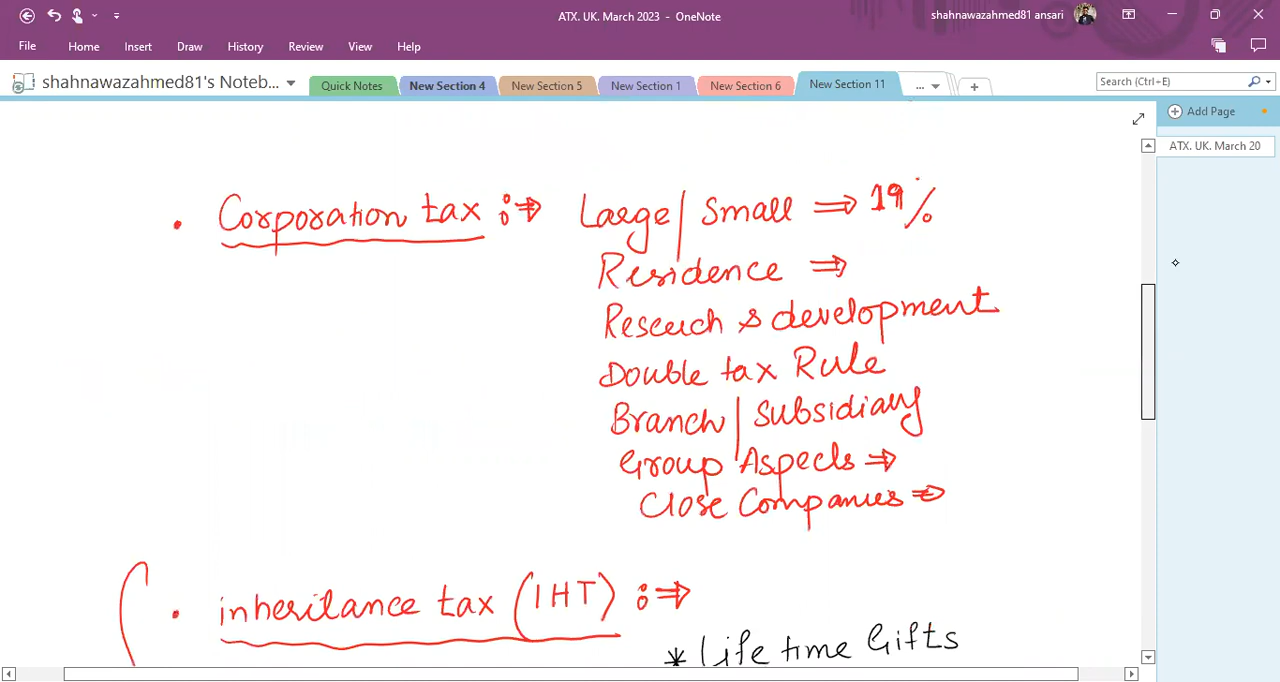 ATX. UK. March 2023 - OneNote
shahnawazahmed81 ansari
File Home Insert Draw History Review View Help
shahnawazahmed81's Noteb...
Quick Notes New Section 4 New Section 5 New Section 1 New Section 6 New Section 11 ...
Search (Ctrl+E)
Add Page
ATX. UK. March 20
• Corporation tax :⇒ Large/Small ⇒ 19%
Residence ⇒
Reseuch & development
Double tax Rule
Branch/Subsidiary
Group Aspects ⇒
Close Companies ⇒
• inheritance tax (IHT) :⇒
* Life time Gifts